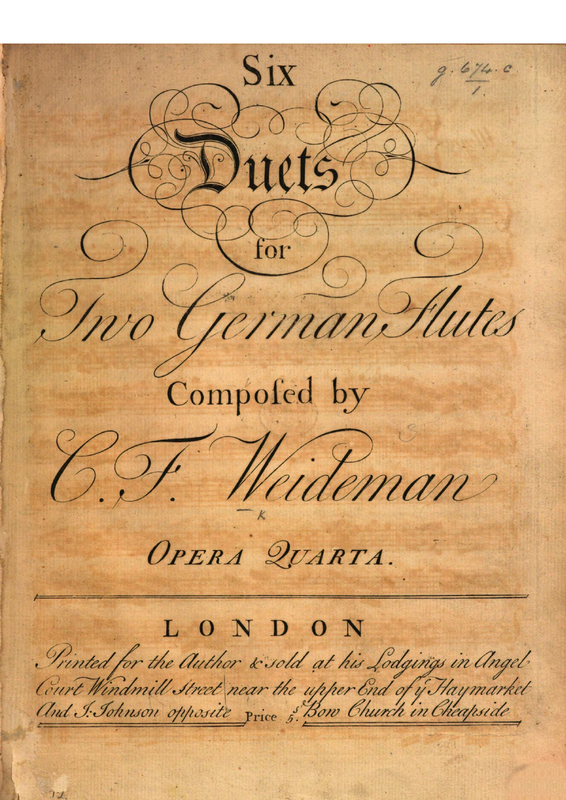 Six
g. 674. c
1.
Duets
for
Two German Flutes
Compoſed by
C. F. Weideman
K
OPERA QUARTA.
LONDON
Printed for the Author & sold at his Lodgings in Angel
Court Windmill street near the upper End of yͤ Haymarket
And I: Johnson opposite Price 5.ˢ Bow Church in Cheapside